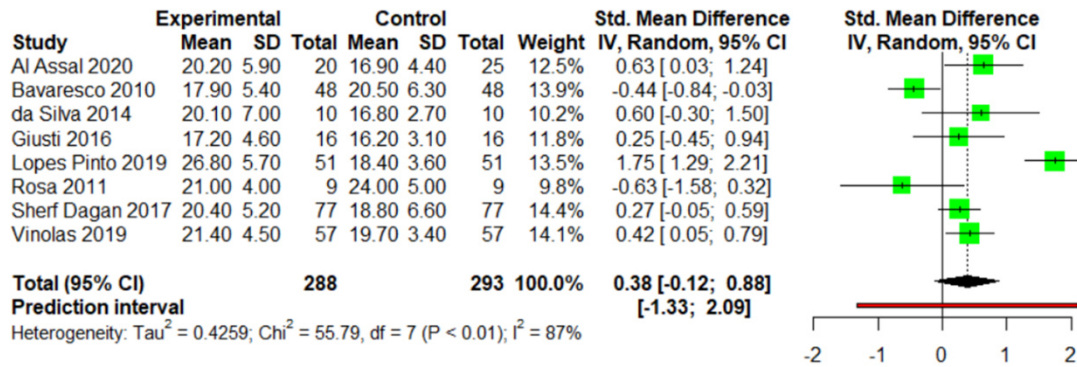 Experimental Control Std. Mean Difference Std. Mean Difference
Study Mean SD Total Mean SD Total Weight IV, Random, 95% CI IV, Random, 95% CI
Al Assal 2020 20.20 5.90 20 16.90 4.40 25 12.5% 0.63 [ 0.03; 1.24]
Bavaresco 2010 17.90 5.40 48 20.50 6.30 48 13.9% -0.44 [-0.84; -0.03]
da Silva 2014 20.10 7.00 10 16.80 2.70 10 10.2% 0.60 [-0.30; 1.50]
Giusti 2016 17.20 4.60 16 16.20 3.10 16 11.8% 0.25 [-0.45; 0.94]
Lopes Pinto 2019 26.80 5.70 51 18.40 3.60 51 13.5% 1.75 [ 1.29; 2.21]
Rosa 2011 21.00 4.00 9 24.00 5.00 9 9.8% -0.63 [-1.58; 0.32]
Sherf Dagan 2017 20.40 5.20 77 18.80 6.60 77 14.4% 0.27 [-0.05; 0.59]
Vinolas 2019 21.40 4.50 57 19.70 3.40 57 14.1% 0.42 [ 0.05; 0.79]
Total (95% CI) 288 293 100.0% 0.38 [-0.12; 0.88]
Prediction interval [-1.33; 2.09]
Heterogeneity: Tau² = 0.4259; Chi² = 55.79, df = 7 (P < 0.01); I² = 87%
-2 -1 0 1 2